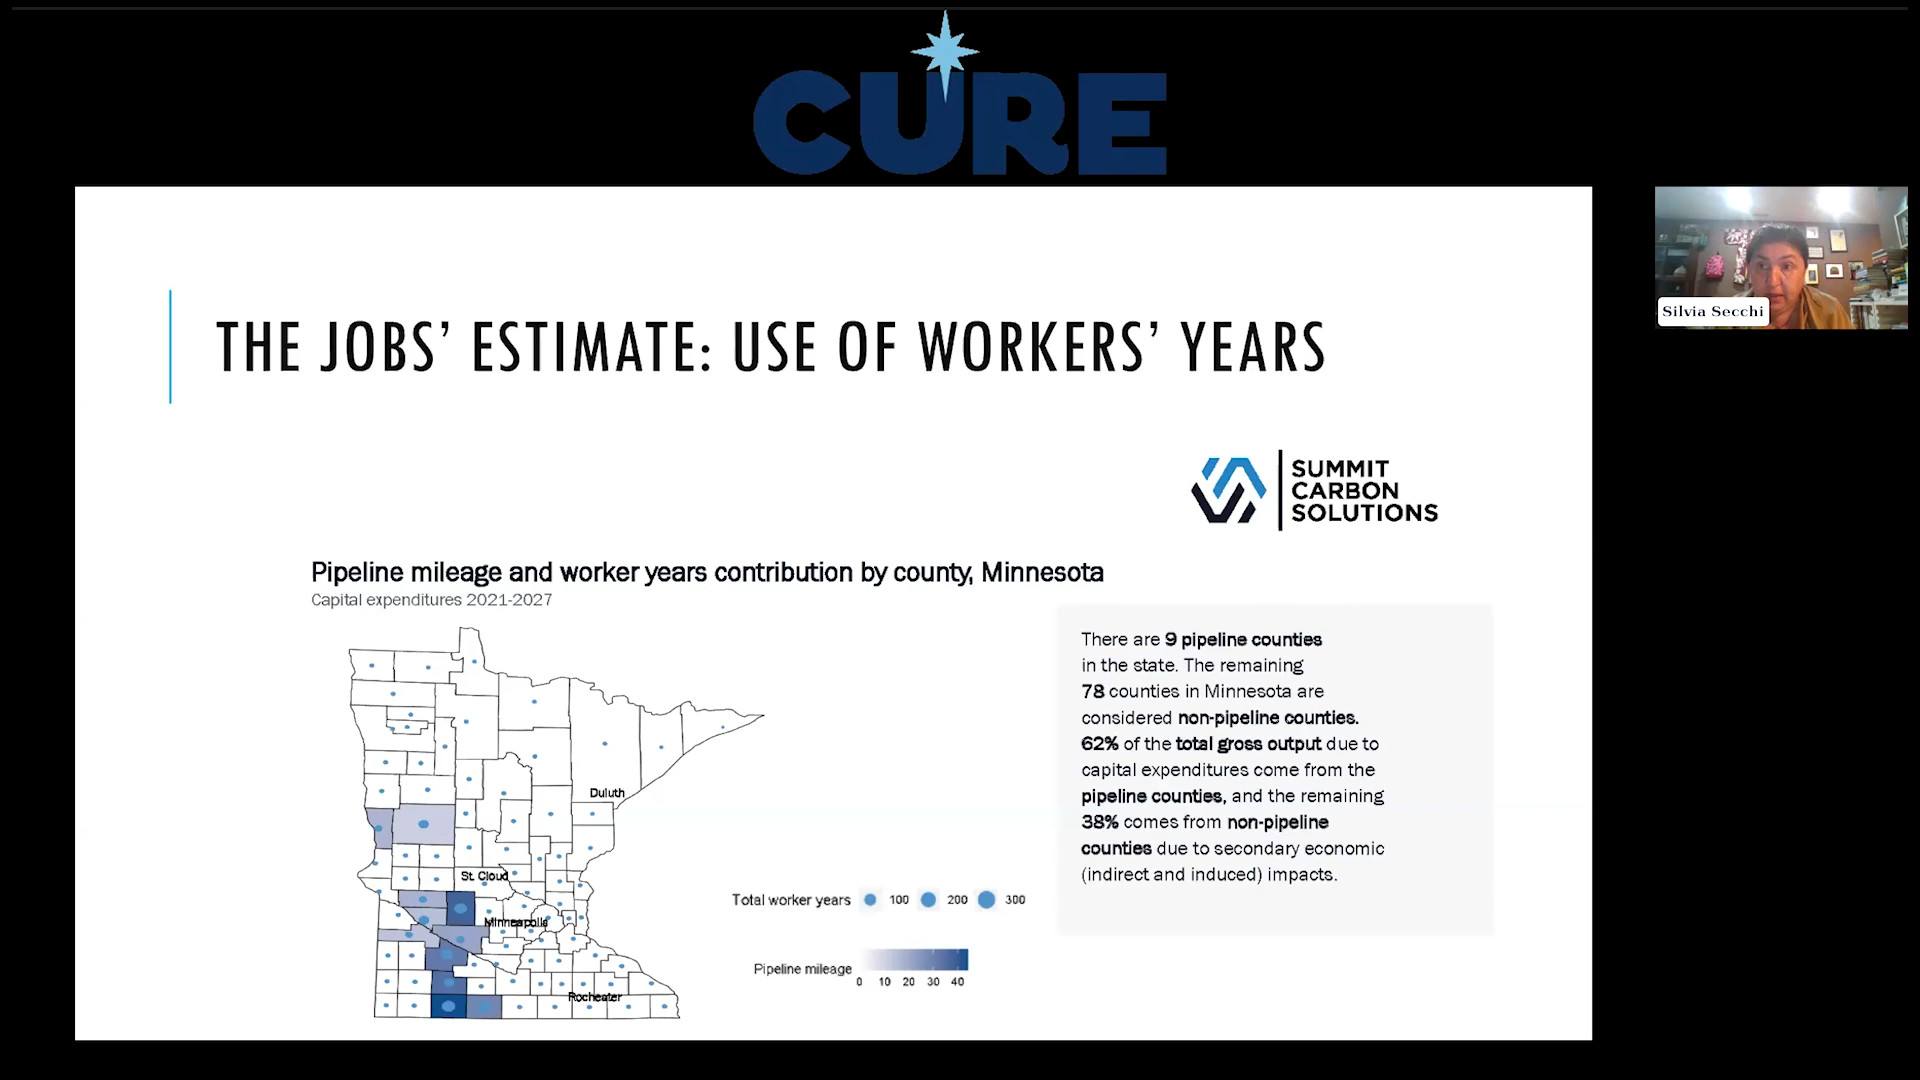 CURE
Silvia Secchi
THE JOBS’ ESTIMATE: USE OF WORKERS’ YEARS
SUMMIT
CARBON
SOLUTIONS
Pipeline mileage and worker years contribution by county, Minnesota
Capital expenditures 2021-2027
There are 9 pipeline counties
in the state. The remaining
78 counties in Minnesota are
considered non-pipeline counties.
62% of the total gross output due to
capital expenditures come from the
pipeline counties, and the remaining
38% comes from non-pipeline
counties due to secondary economic
(indirect and induced) impacts.
Duluth
St. Cloud
Minneapolis
Rochester
Total worker years 100 200 300
Pipeline mileage
0 10 20 30 40